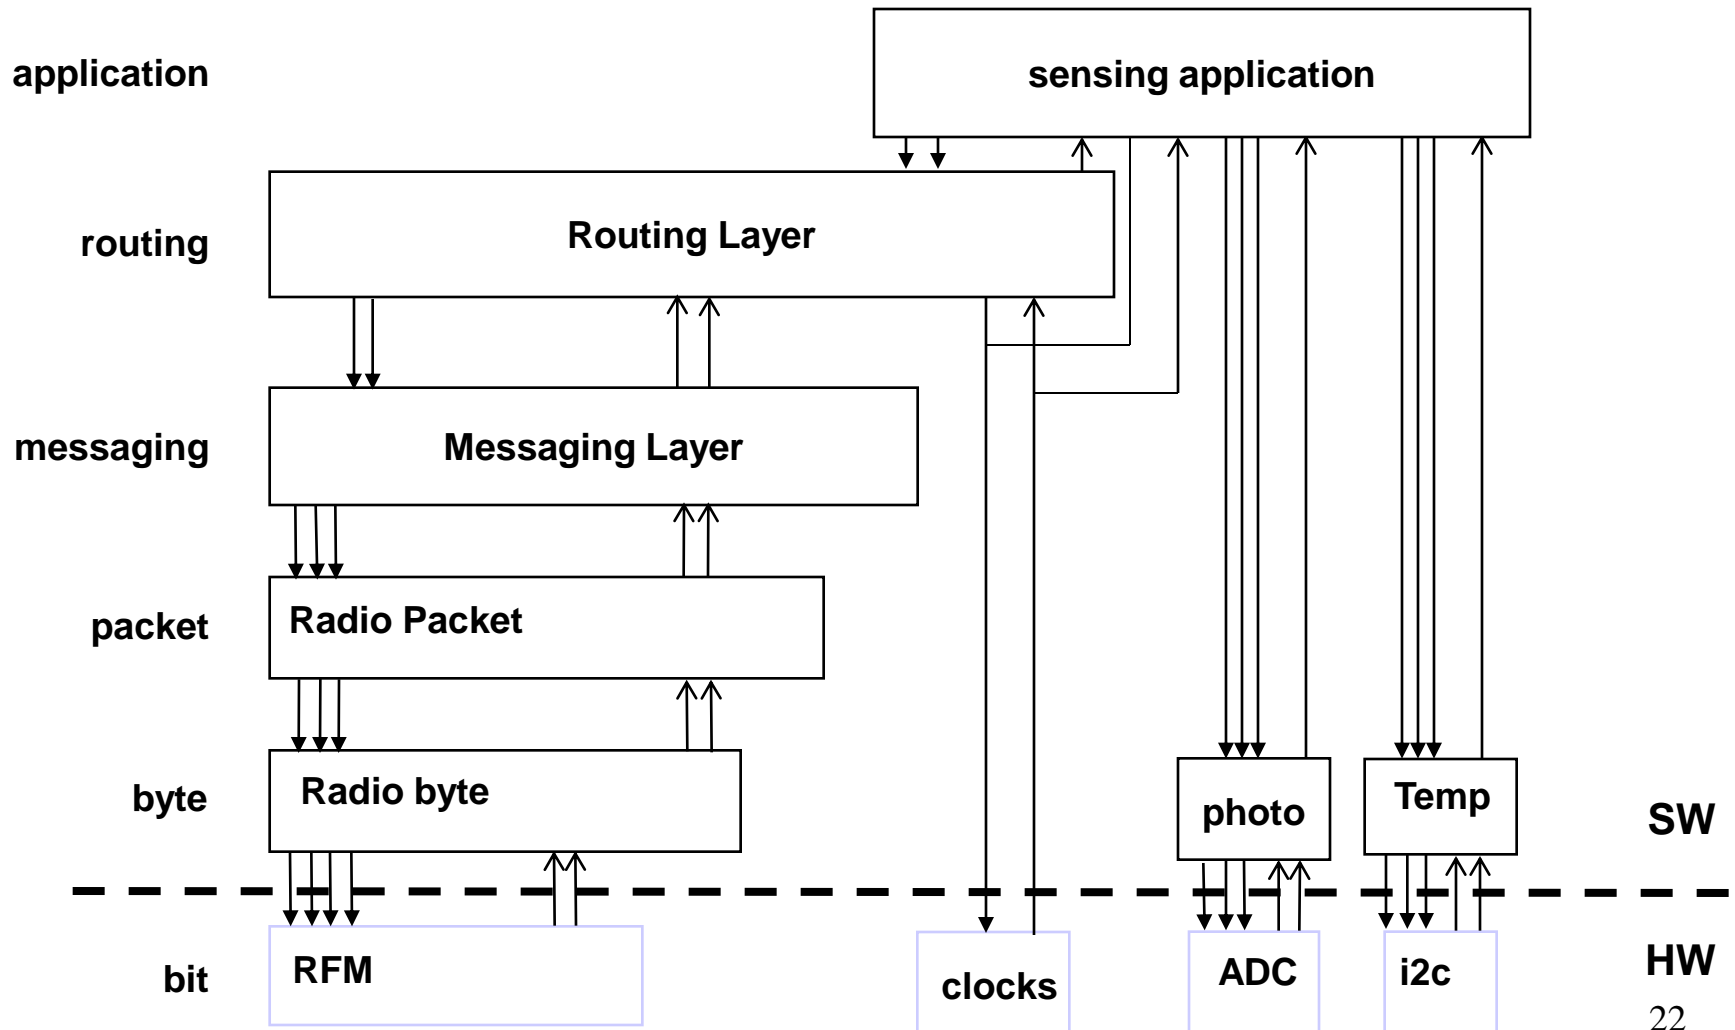 application
sensing application
routing
Routing Layer
messaging
Messaging Layer
packet
Radio Packet
byte
Radio byte
photo
Temp
SW
bit
RFM
clocks
ADC
i2c
HW
22